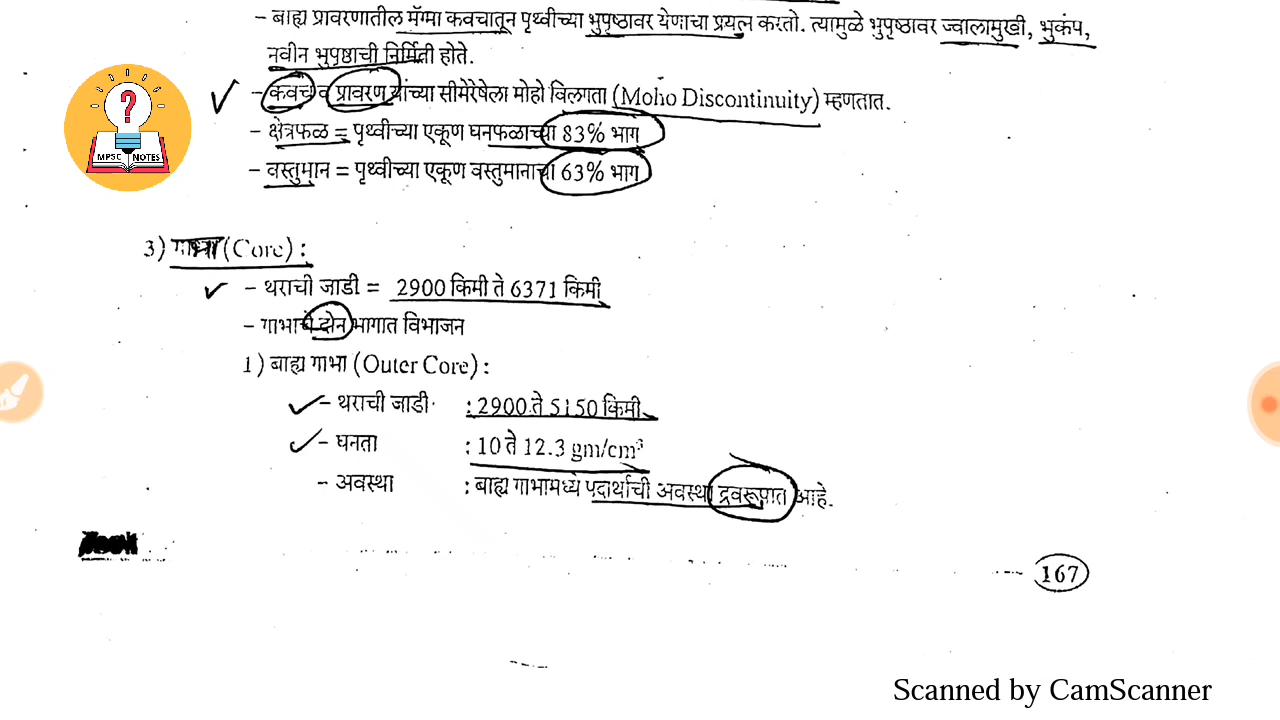 – बाह्य प्रावरणातील मॅग्मा कवचातून पृथ्वीच्या भुपृष्ठावर येणाचा प्रयत्न करतो. त्यामुळे भुपृष्ठावर ज्वालामुखी, भुकंप,
नवीन भुपृष्ठाची निर्मिती होते.
– कवच व प्रावरण यांच्या सीमेरेषेला मोहो विलगता (Moho Discontinuity) म्हणतात.
– क्षेत्रफळ = पृथ्वीच्या एकूण घनफळाच्या 83% भाग
MPSC NOTES
– वस्तुमान = पृथ्वीच्या एकूण वस्तुमानाचा 63% भाग
3) गाभा (Core) :
– थराची जाडी = 2900 किमी ते 6371 किमी
– गाभाचे दोन भागात विभाजन
1) बाह्य गाभा (Outer Core) :
– थराची जाडी : 2900 ते 5150 किमी
– घनता : 10 ते 12.3 gm/cm³
– अवस्था : बाह्य गाभामध्ये पदार्थाची अवस्था द्रवरूपात आहे.
167
Scanned by CamScanner